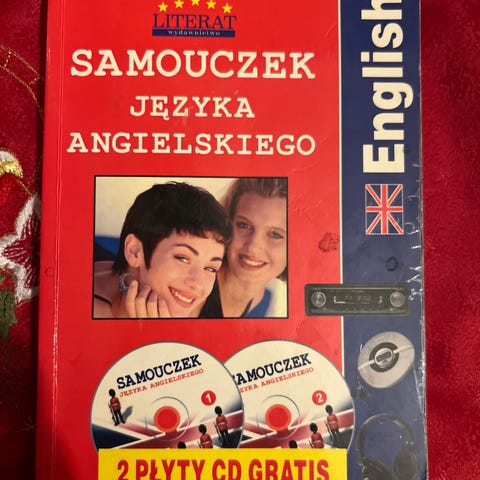 LITERAT
wydawnictwo
SAMOUCZEK
JĘZYKA
ANGIELSKIEGO
English
SAMOUCZEK
JĘZYKA ANGIELSKIEGO
1
SAMOUCZEK
JĘZYKA ANGIELSKIEGO
2
2 PŁYTY CD GRATIS